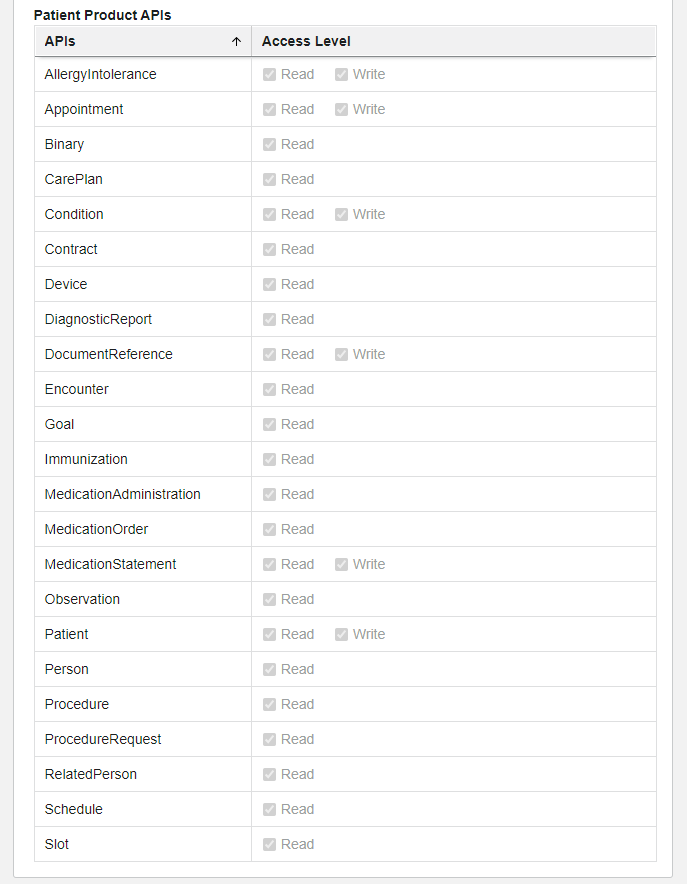 Patient Product APIs
APIs Access Level
AllergyIntolerance Read Write
Appointment Read Write
Binary Read
CarePlan Read
Condition Read Write
Contract Read
Device Read
DiagnosticReport Read
DocumentReference Read Write
Encounter Read
Goal Read
Immunization Read
MedicationAdministration Read
MedicationOrder Read
MedicationStatement Read Write
Observation Read
Patient Read Write
Person Read
Procedure Read
ProcedureRequest Read
RelatedPerson Read
Schedule Read
Slot Read